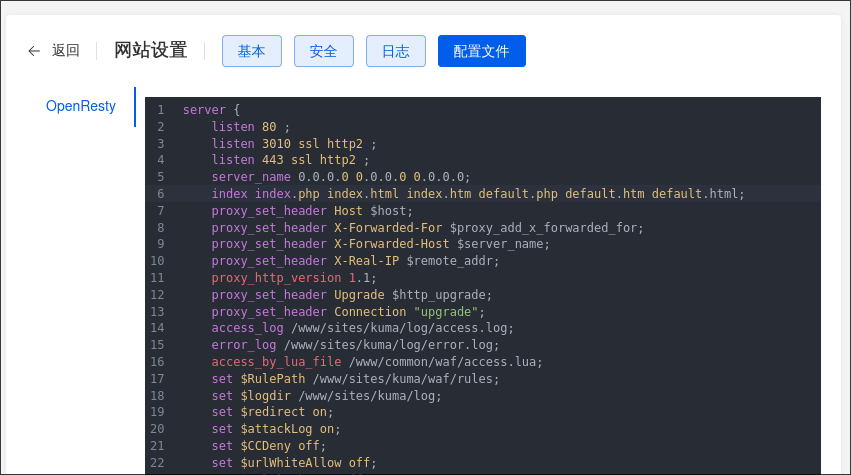 返回 网站设置 基本 安全 日志 配置文件
OpenResty
1 server {
2 listen 80 ;
3 listen 3010 ssl http2 ;
4 listen 443 ssl http2 ;
5 server_name 0.0.0.0 0.0.0.0 0.0.0.0;
6 index index.php index.html index.htm default.php default.htm default.html;
7 proxy_set_header Host $host;
8 proxy_set_header X-Forwarded-For $proxy_add_x_forwarded_for;
9 proxy_set_header X-Forwarded-Host $server_name;
10 proxy_set_header X-Real-IP $remote_addr;
11 proxy_http_version 1.1;
12 proxy_set_header Upgrade $http_upgrade;
13 proxy_set_header Connection "upgrade";
14 access_log /www/sites/kuma/log/access.log;
15 error_log /www/sites/kuma/log/error.log;
16 access_by_lua_file /www/common/waf/access.lua;
17 set $RulePath /www/sites/kuma/waf/rules;
18 set $logdir /www/sites/kuma/log;
19 set $redirect on;
20 set $attackLog on;
21 set $CCDeny off;
22 set $urlWhiteAllow off;